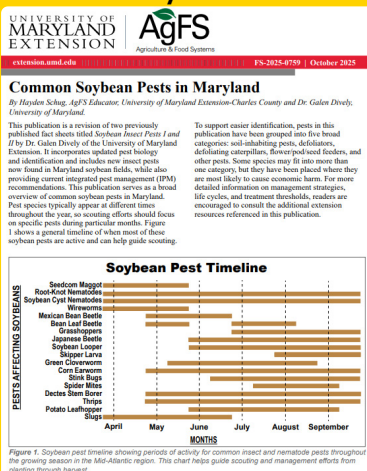 UNIVERSITY OF
MARYLAND
EXTENSION
AgFS
Agriculture & Food Systems
extension.umd.edu
FS-2025-0759 | October 2025
Common Soybean Pests in Maryland
By Hayden Schug, AgFS Educator, University of Maryland Extension-Charles County and Dr. Galen Dively,
University of Maryland.
This publication is a revision of two previously
published fact sheets titled Soybean Insect Pests I and
II by Dr. Galen Dively of the University of Maryland
Extension. It incorporates updated pest biology
and identification and includes new insect pests
now found in Maryland soybean fields, while also
providing current integrated pest management (IPM)
recommendations. This publication serves as a broad
overview of common soybean pests in Maryland.
Pest species typically appear at different times
throughout the year, so scouting efforts should focus
on specific pests during particular months. Figure
1 shows a general timeline of when most of these
soybean pests are active and can help guide scouting.
To support easier identification, pests in this
publication have been grouped into five broad
categories: soil-inhabiting pests, defoliators,
defoliating caterpillars, flower/pod/seed feeders, and
other pests. Some species may fit into more than
one category, but they have been placed where they
are most likely to cause economic harm. For more
detailed information on management strategies,
life cycles, and treatment thresholds, readers are
encouraged to consult the additional extension
resources referenced in this publication.
Soybean Pest Timeline
PESTS AFFECTING SOYBEANS
Seedcorn Maggot
Root-Knot Nematodes
Soybean Cyst Nematodes
Wireworms
Mexican Bean Beetle
Bean Leaf Beetle
Grasshoppers
Japanese Beetle
Soybean Looper
Skipper Larva
Green Cloverworm
Corn Earworm
Stink Bugs
Spider Mites
Dectes Stem Borer
Thrips
Potato Leafhopper
Slugs
April May June July August September
MONTHS
Figure 1. Soybean pest timeline showing periods of activity for common insect and nematode pests throughout
the growing season in the Mid-Atlantic region. This chart helps guide scouting and management efforts from
planting through harvest.